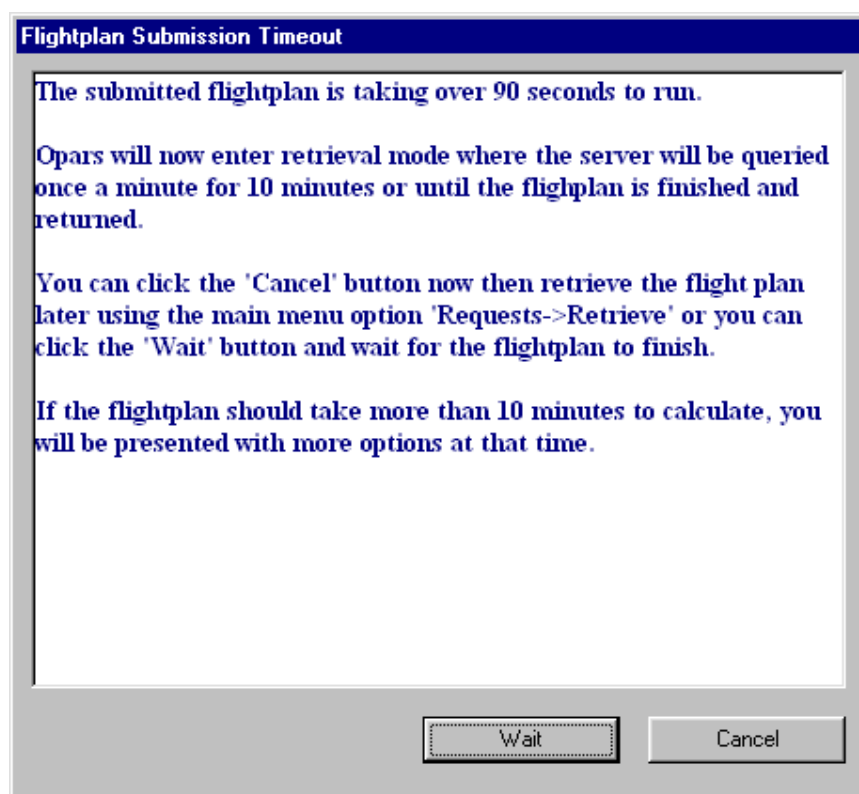 Flightplan Submission Timeout
The submitted flightplan is taking over 90 seconds to run.
Opars will now enter retrieval mode where the server will be queried
once a minute for 10 minutes or until the flighplan is finished and
returned.
You can click the 'Cancel' button now then retrieve the flight plan
later using the main menu option 'Requests->Retrieve' or you can
click the 'Wait' button and wait for the flightplan to finish.
If the flightplan should take more than 10 minutes to calculate, you
will be presented with more options at that time.
Wait
Cancel